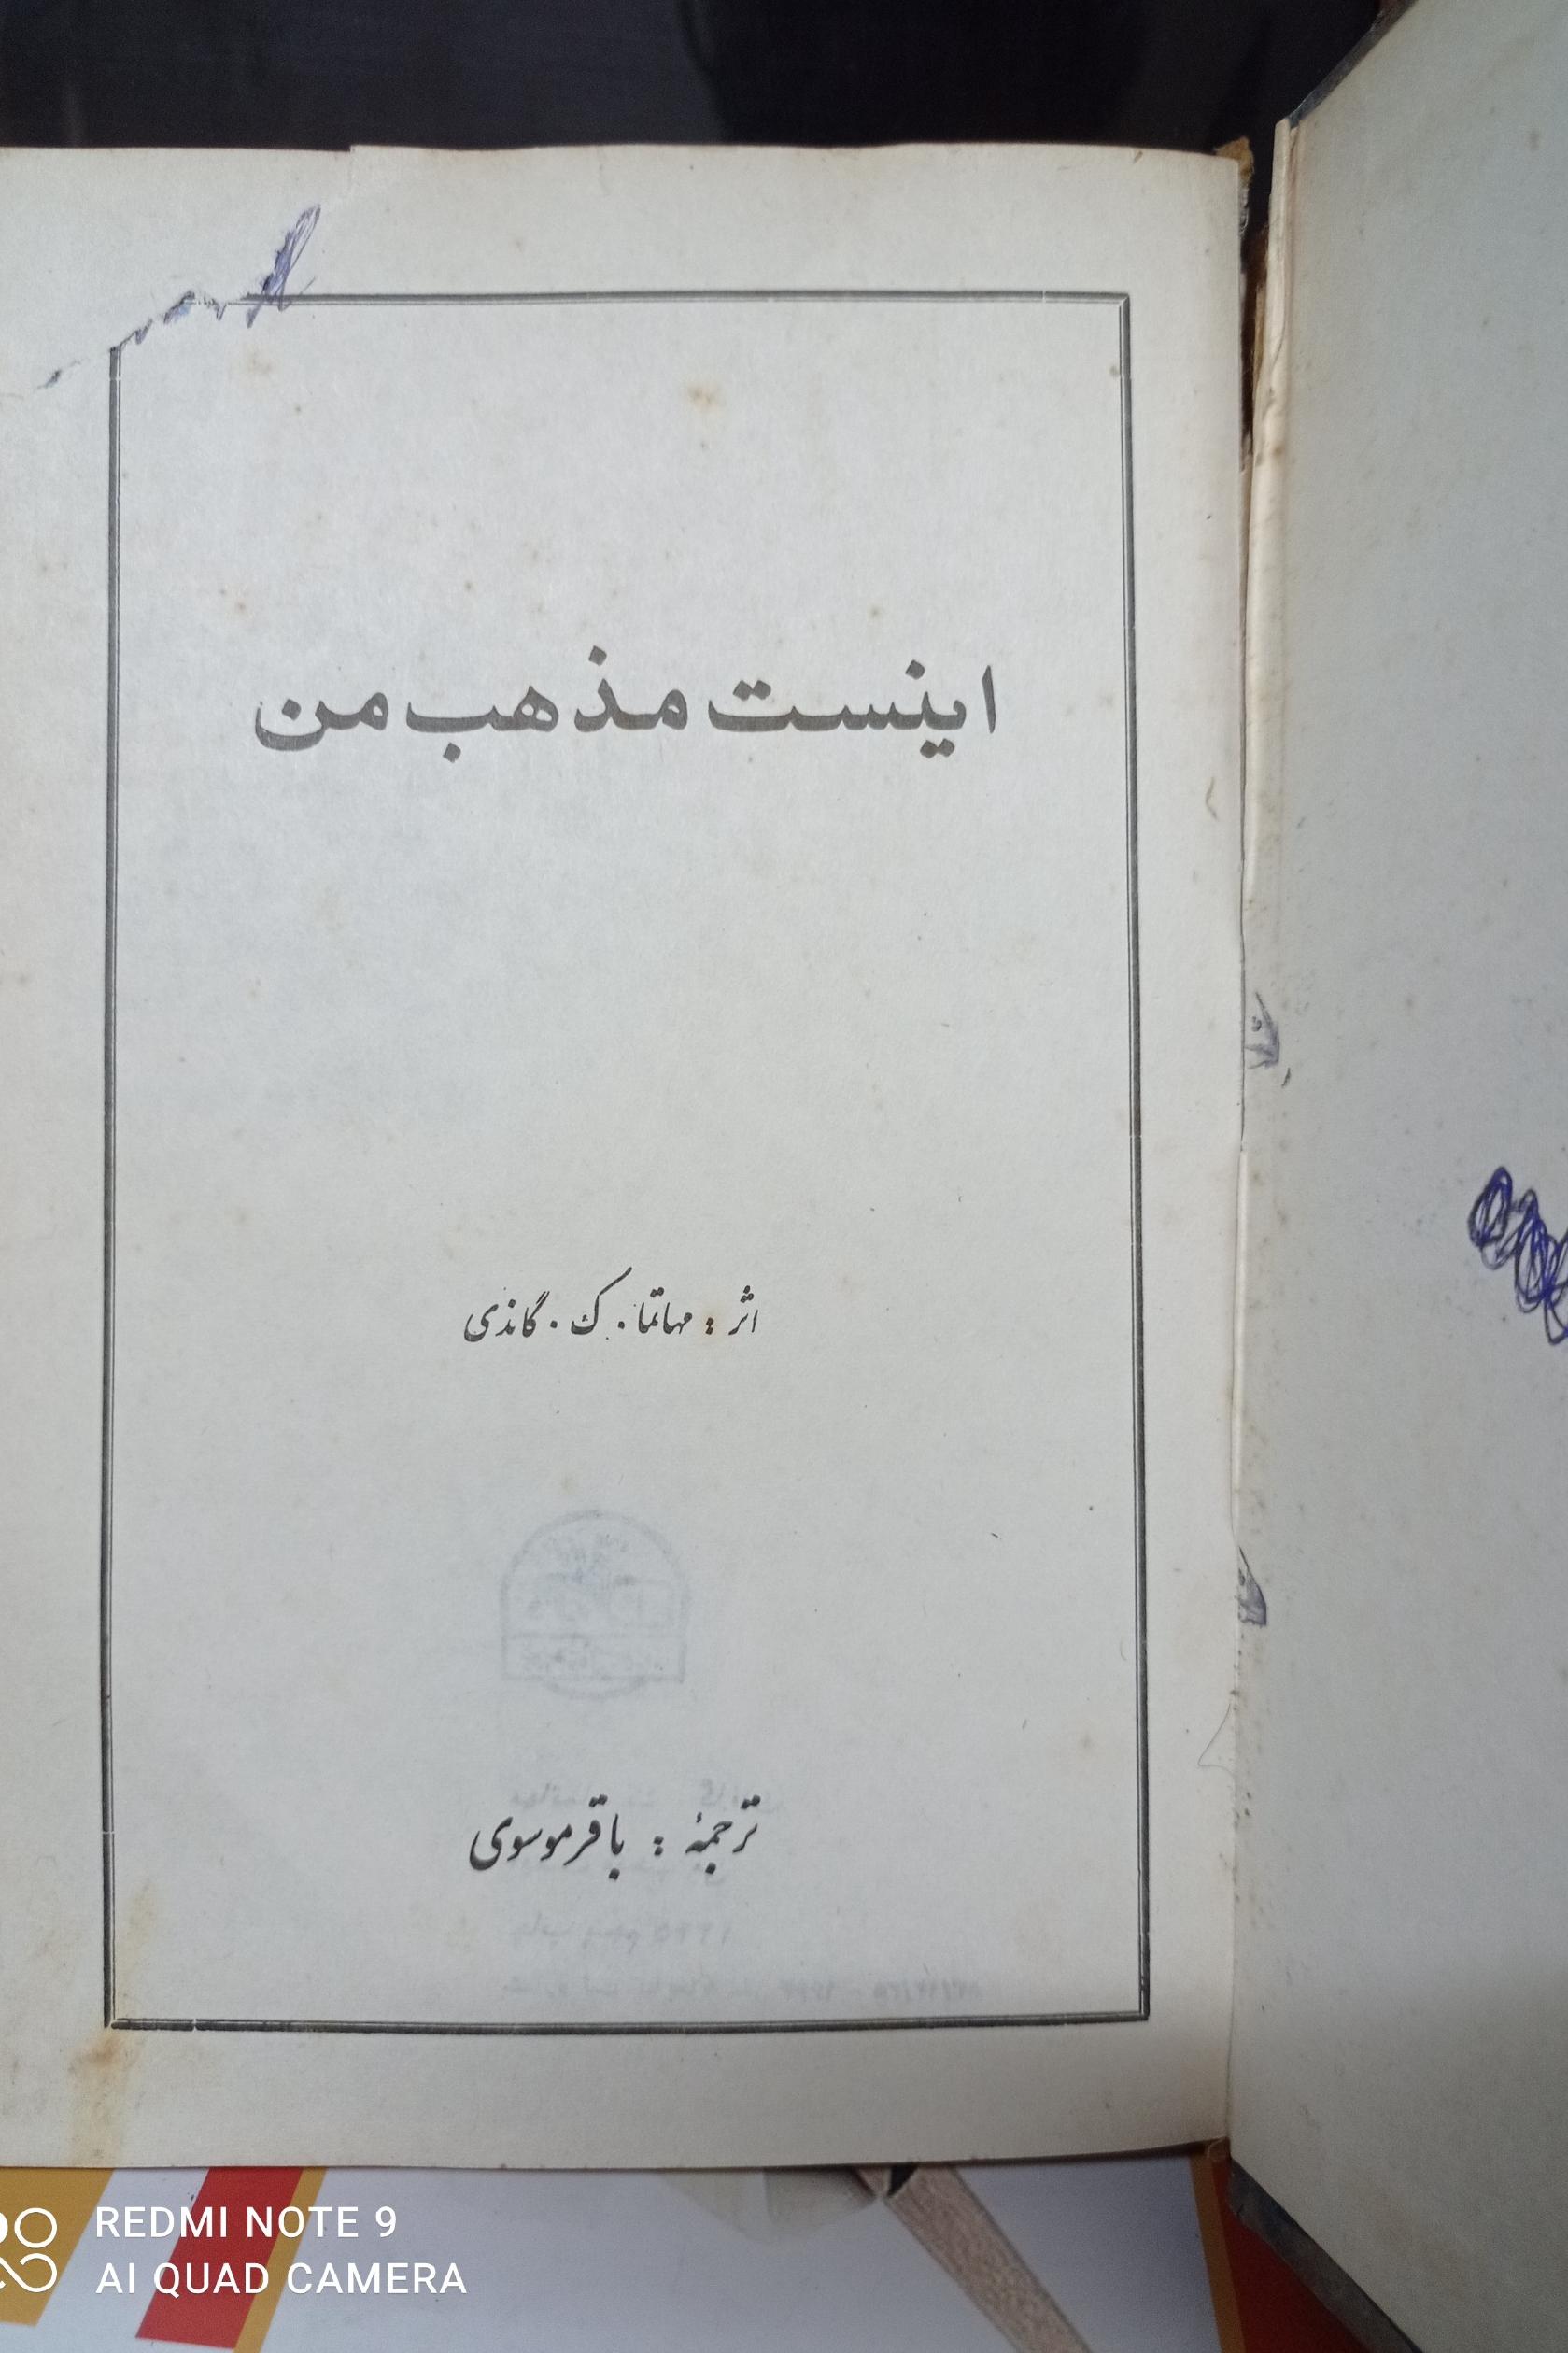 اینست مذهب من
اثر : مهاتما . ک . گاندی
ترجمهٔ : باقر موسوی
REDMI NOTE 9
AI QUAD CAMERA